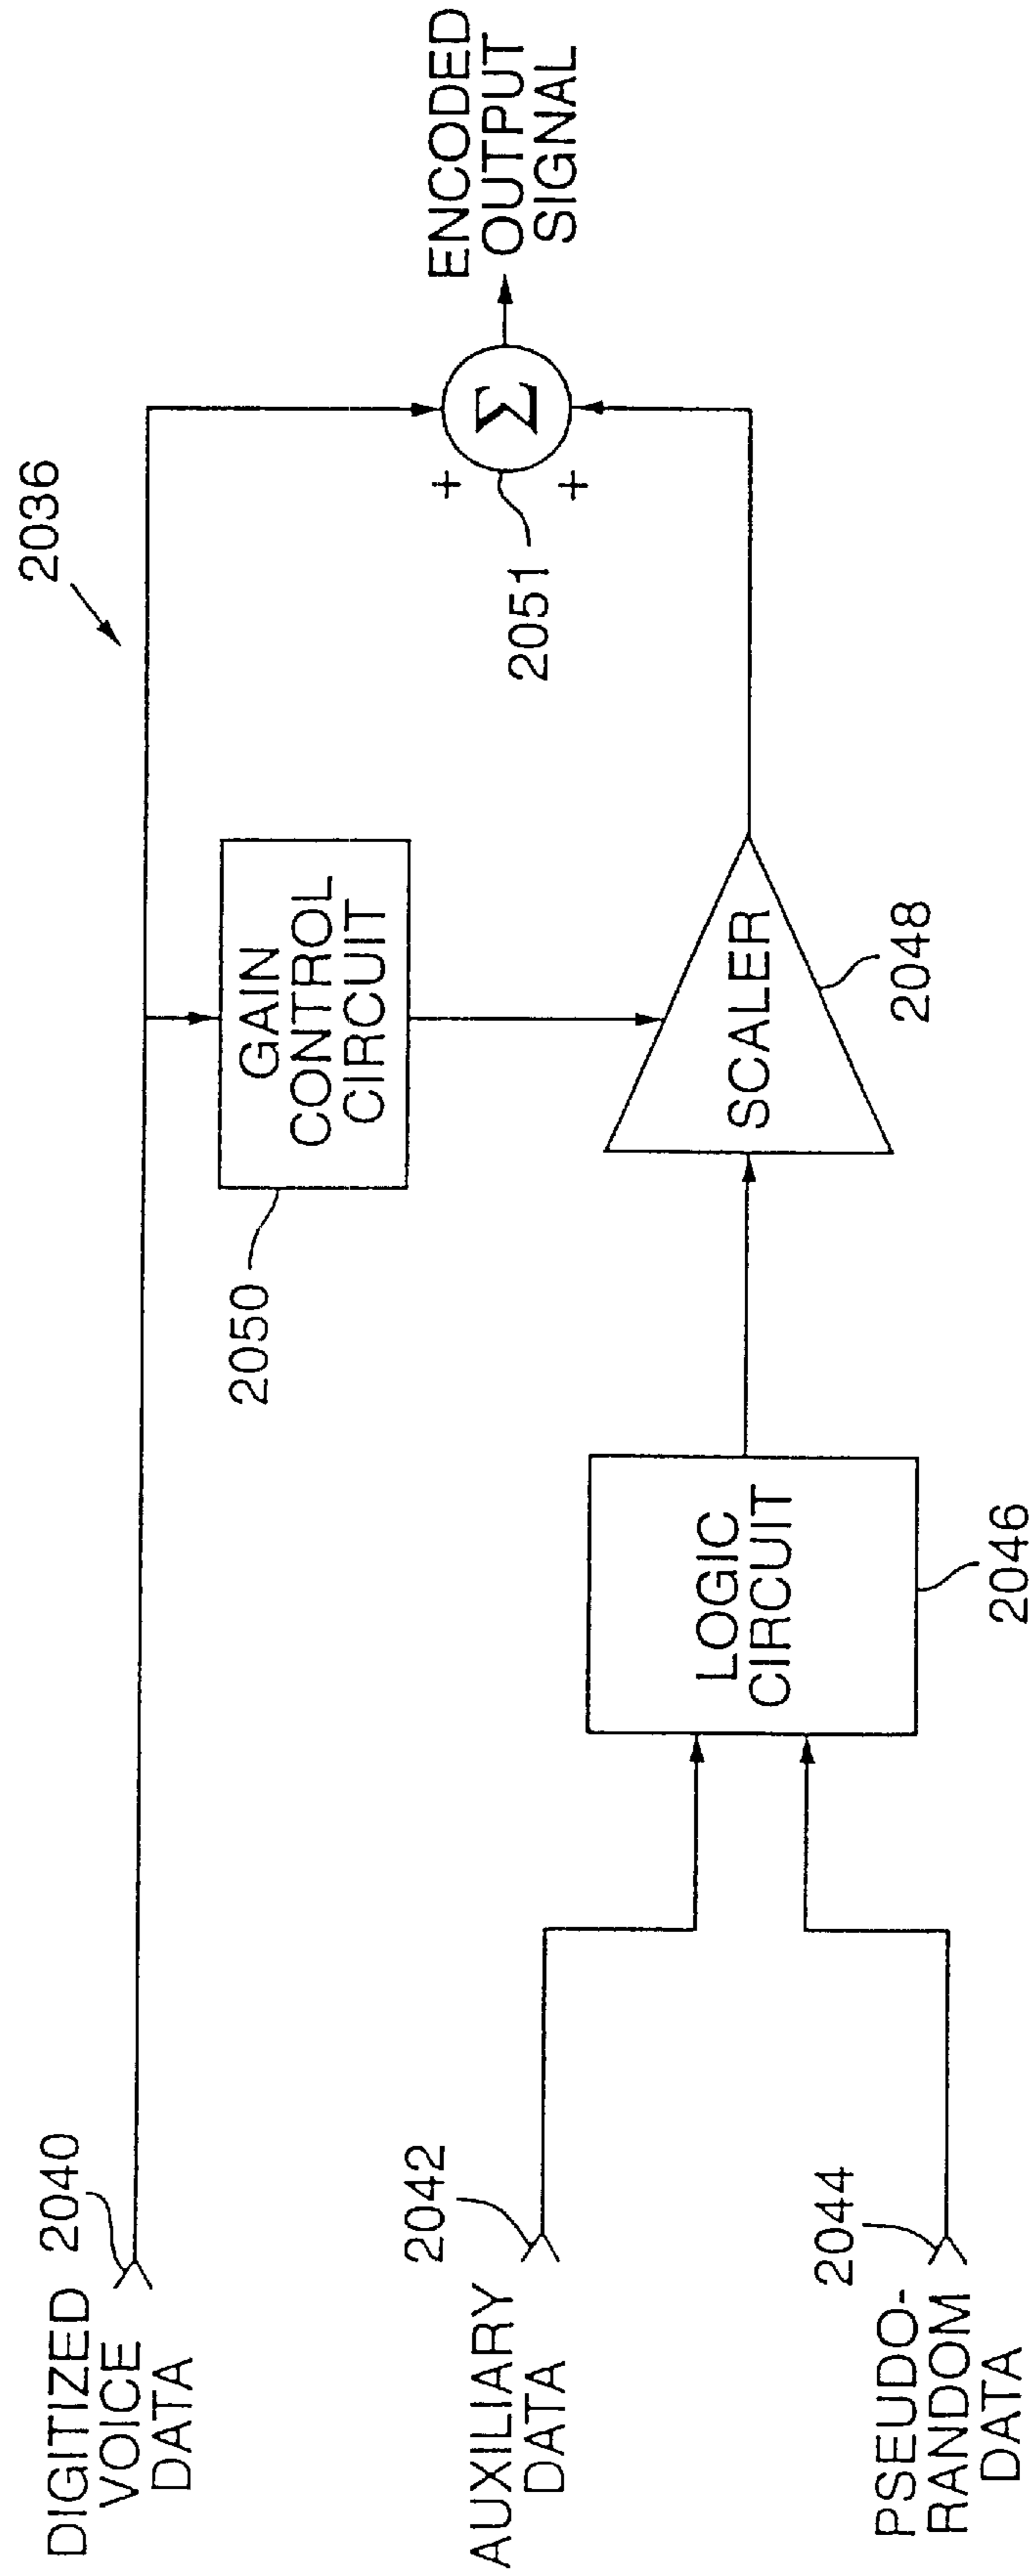 2036
DIGITIZED
VOICE
DATA
2040
GAIN
CONTROL
CIRCUIT
2050
+
Σ
+
2051
ENCODED
OUTPUT
SIGNAL
AUXILIARY
DATA
2042
LOGIC
CIRCUIT
2046
SCALER
2048
PSEUDO-
RANDOM
DATA
2044